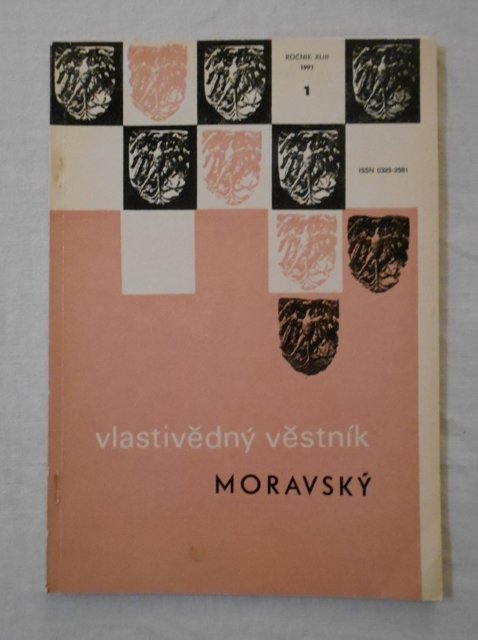 ROČNÍK XLIII
1991
1
ISSN 0323-2581
vlastivědný věstník
MORAVSKÝ